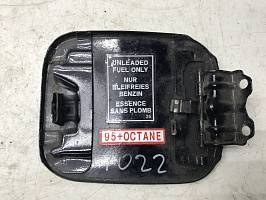 UNLEADED
FUEL ONLY
NUR
BLEIFREIES
BENZIN
ESSENCE
SANS PLOMB
95+OCTANE
1022